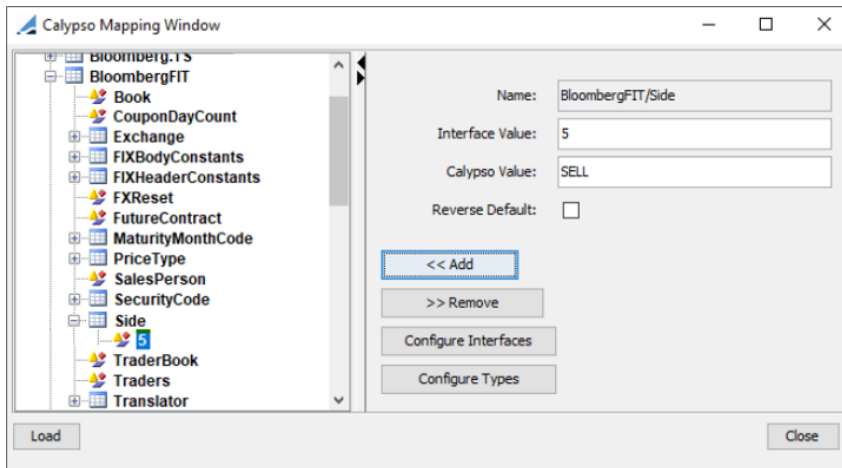 Calypso Mapping Window
Bloomberg.TS
BloombergFIT
Book
CouponDayCount
Exchange
FIXBodyConstants
FIXHeaderConstants
FXReset
FutureContract
MaturityMonthCode
PriceType
SalesPerson
SecurityCode
Side
5
TraderBook
Traders
Translator
Name: BloombergFIT/Side
Interface Value: 5
Calypso Value: SELL
Reverse Default:
<< Add
>> Remove
Configure Interfaces
Configure Types
Load
Close